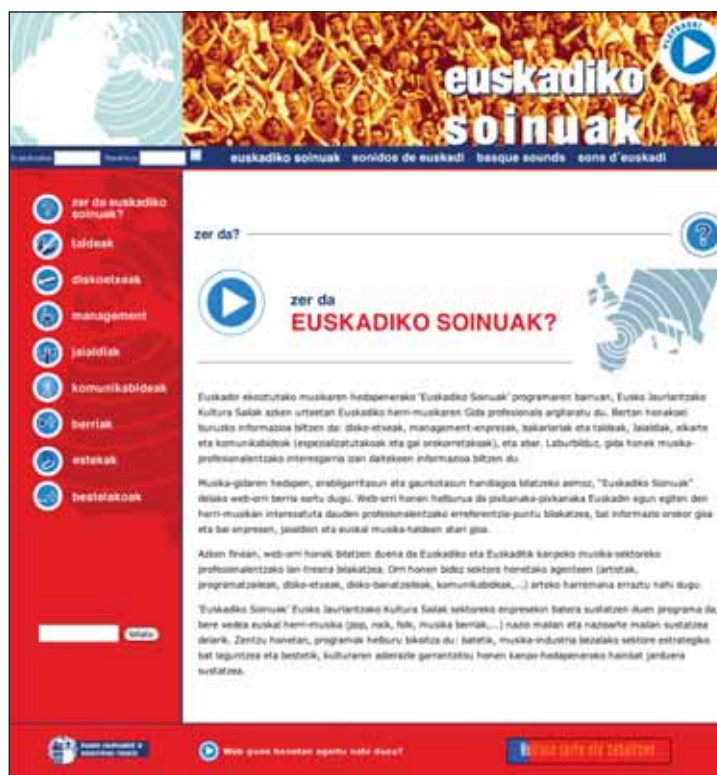 euskadiko
soinuak
euskadiko soinuak sonidos de euskadi basque sounds sons d'euskadi
zer da euskadiko
soinuak?
taldeak
diskoetxeak
management
jaialdiak
komunikabideak
berriak
estekak
bestelakoak
bilatu
zer da?
zer da
EUSKADIKO SOINUAK?
Euskadin ekoiztutako musikaren hedapenerako 'Euskadiko Soinuak' programaren barruan, Eusko Jaurlaritzako
Kultura Sailak azken urteetan Euskadiko herri-musikaren Gida profesionala argitaratu du. Bertan honakoei
buruzko informazioa biltzen da: disko-etxeak, management-enpresak, bakarlariak eta taldeak, jaialdiak, elkarte
eta komunikabideak (espezializatutakoak eta gai orokorretakoak), eta abar. Laburbilduz, gida honek musika-
profesionalentzako interesgarria izan daitekeen informazioa biltzen du.
Musika-gidaren hedapen, erabilgarritasun eta gaurkotasun handiagoa bilatzeko asmoz, "Euskadiko Soinuak"
delako web-orri berria sortu dugu. Web-orri honen helburua da pixkanaka-pixkanaka Euskadin egun egiten den
herri-musikan interesatuta dauden profesionalentzako erreferentzia-puntu bilakatzea, bai informazio orokor gisa
eta bai enpresen, jaialdien eta euskal musika-taldeen atari gisa.
Azken finean, web-orri honek bilatzen duena da Euskadiko eta Euskaditik kanpoko musika-sektoreko
profesionalentzako lan-tresna bilakatzea. Orri honen bidez sektore honetako agenteen (artistak,
programatzaileak, disko-etxeak, disko-banatzaileak, komunikabideak,...) arteko harremana erraztu nahi dugu.
'Euskadiko Soinuak' Eusko Jaurlaritzako Kultura Sailak sektoreko enpresekin batera sustatzen duen programa da,
bere xedea euskal herri-musika (pop, rock, folk, musika berriak,...) nazio mailan eta nazioarte mailan sustatzea
delarik. Zentzu honetan, programak helburu bikoitza du: batetik, musika-industria bezalako sektore estrategiko
bat laguntzea eta bestetik, kulturaren adierazle garrantzitsu honen kanpo-hedapenerako hainbat jarduera
sustatzea.
Web gune honetan agertu nahi duzu?